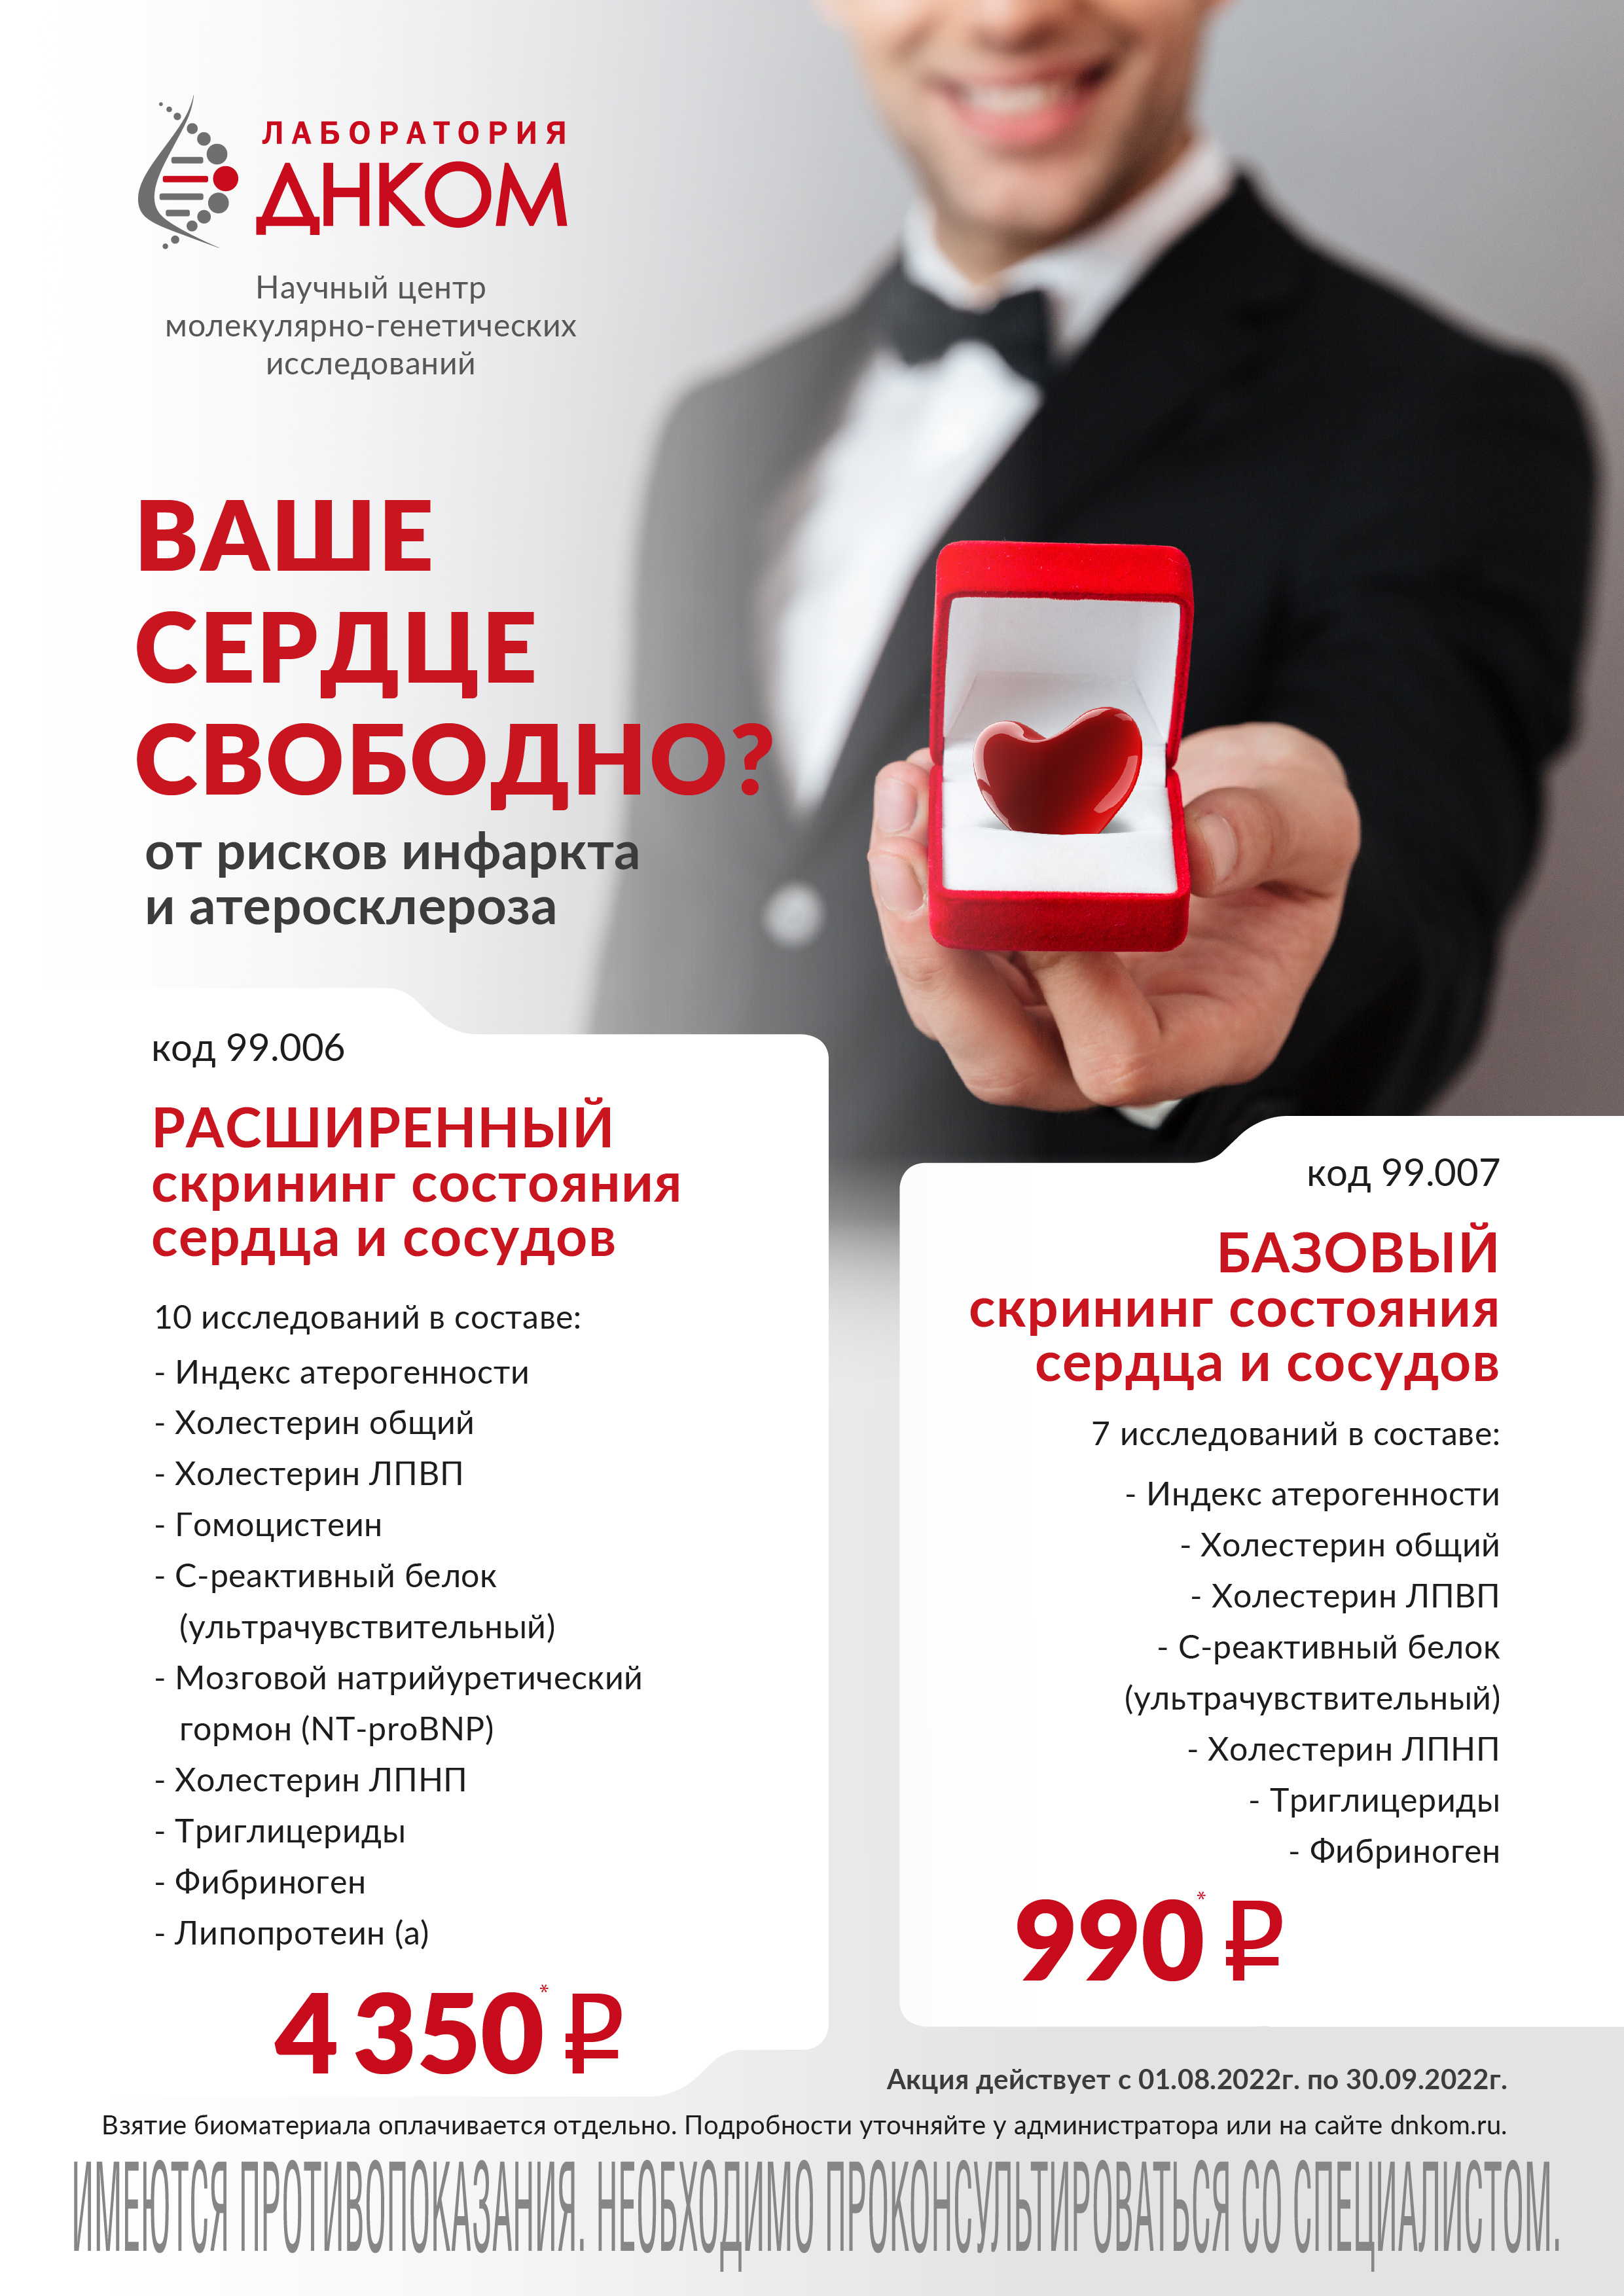 ЛАБОРАТОРИЯ
ДНКОМ
Научный центр
молекулярно-генетических
исследований
ВАШЕ
СЕРДЦЕ
СВОБОДНО?
от рисков инфаркта
и атеросклероза
код 99.006
РАСШИРЕННЫЙ
скрининг состояния
сердца и сосудов
10 исследований в составе:
- Индекс атерогенности
- Холестерин общий
- Холестерин ЛПВП
- Гомоцистеин
- С-реактивный белок
(ультрачувствительный)
- Мозговой натрийуретический
гормон (NT-proBNP)
- Холестерин ЛПНП
- Триглицериды
- Фибриноген
- Липопротеин (a)
4 350* ₽
код 99.007
БАЗОВЫЙ
скрининг состояния
сердца и сосудов
7 исследований в составе:
- Индекс атерогенности
- Холестерин общий
- Холестерин ЛПВП
- С-реактивный белок
(ультрачувствительный)
- Холестерин ЛПНП
- Триглицериды
- Фибриноген
990* ₽
Акция действует с 01.08.2022г. по 30.09.2022г.
Взятие биоматериала оплачивается отдельно. Подробности уточняйте у администратора или на сайте dnkom.ru.
ИМЕЮТСЯ ПРОТИВОПОКАЗАНИЯ. НЕОБХОДИМО ПРОКОНСУЛЬТИРОВАТЬСЯ СО СПЕЦИАЛИСТОМ.